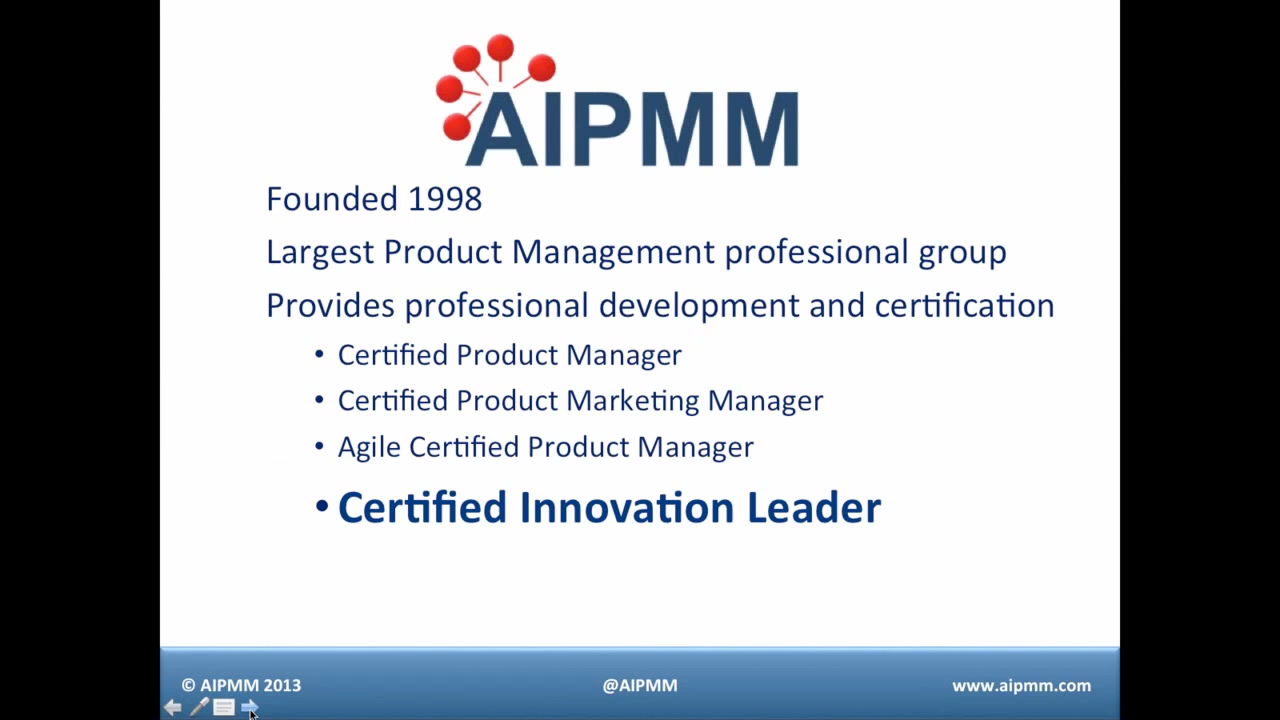 AIPMM
Founded 1998
Largest Product Management professional group
Provides professional development and certification
• Certified Product Manager
• Certified Product Marketing Manager
• Agile Certified Product Manager
• Certified Innovation Leader
© AIPMM 2013 @AIPMM www.aipmm.com